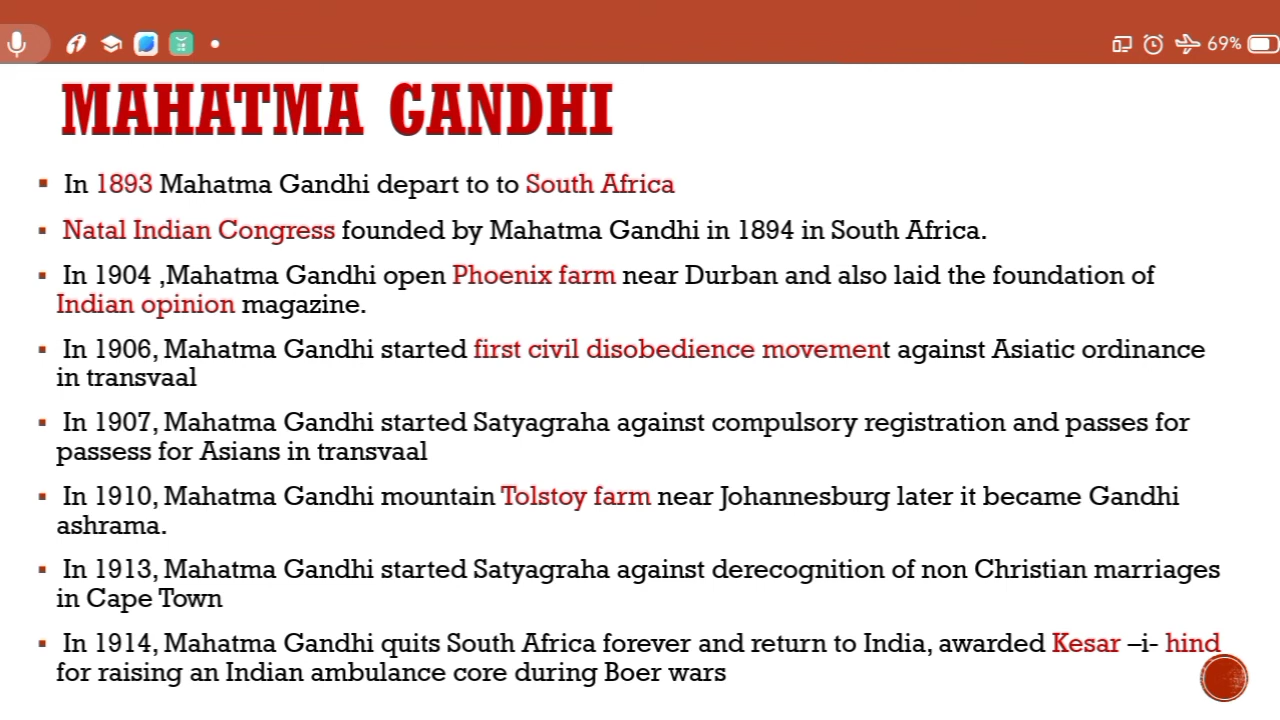 69%
MAHATMA GANDHI
In 1893 Mahatma Gandhi depart to to South Africa
Natal Indian Congress founded by Mahatma Gandhi in 1894 in South Africa.
In 1904 ,Mahatma Gandhi open Phoenix farm near Durban and also laid the foundation of
Indian opinion magazine.
In 1906, Mahatma Gandhi started first civil disobedience movement against Asiatic ordinance
in transvaal
In 1907, Mahatma Gandhi started Satyagraha against compulsory registration and passes for
passess for Asians in transvaal
In 1910, Mahatma Gandhi mountain Tolstoy farm near Johannesburg later it became Gandhi
ashrama.
In 1913, Mahatma Gandhi started Satyagraha against derecognition of non Christian marriages
in Cape Town
In 1914, Mahatma Gandhi quits South Africa forever and return to India, awarded Kesar –i- hind
for raising an Indian ambulance core during Boer wars